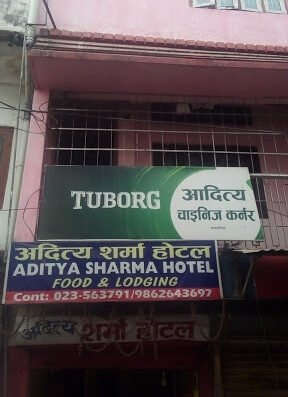 TUBORG
आदित्य
चाइनिज कर्नर
अदित्य शर्मा होटल
ADITYA SHARMA HOTEL
FOOD & LODGING
Cont: 023-563791/9862643697
अदित्य शर्मा होटल